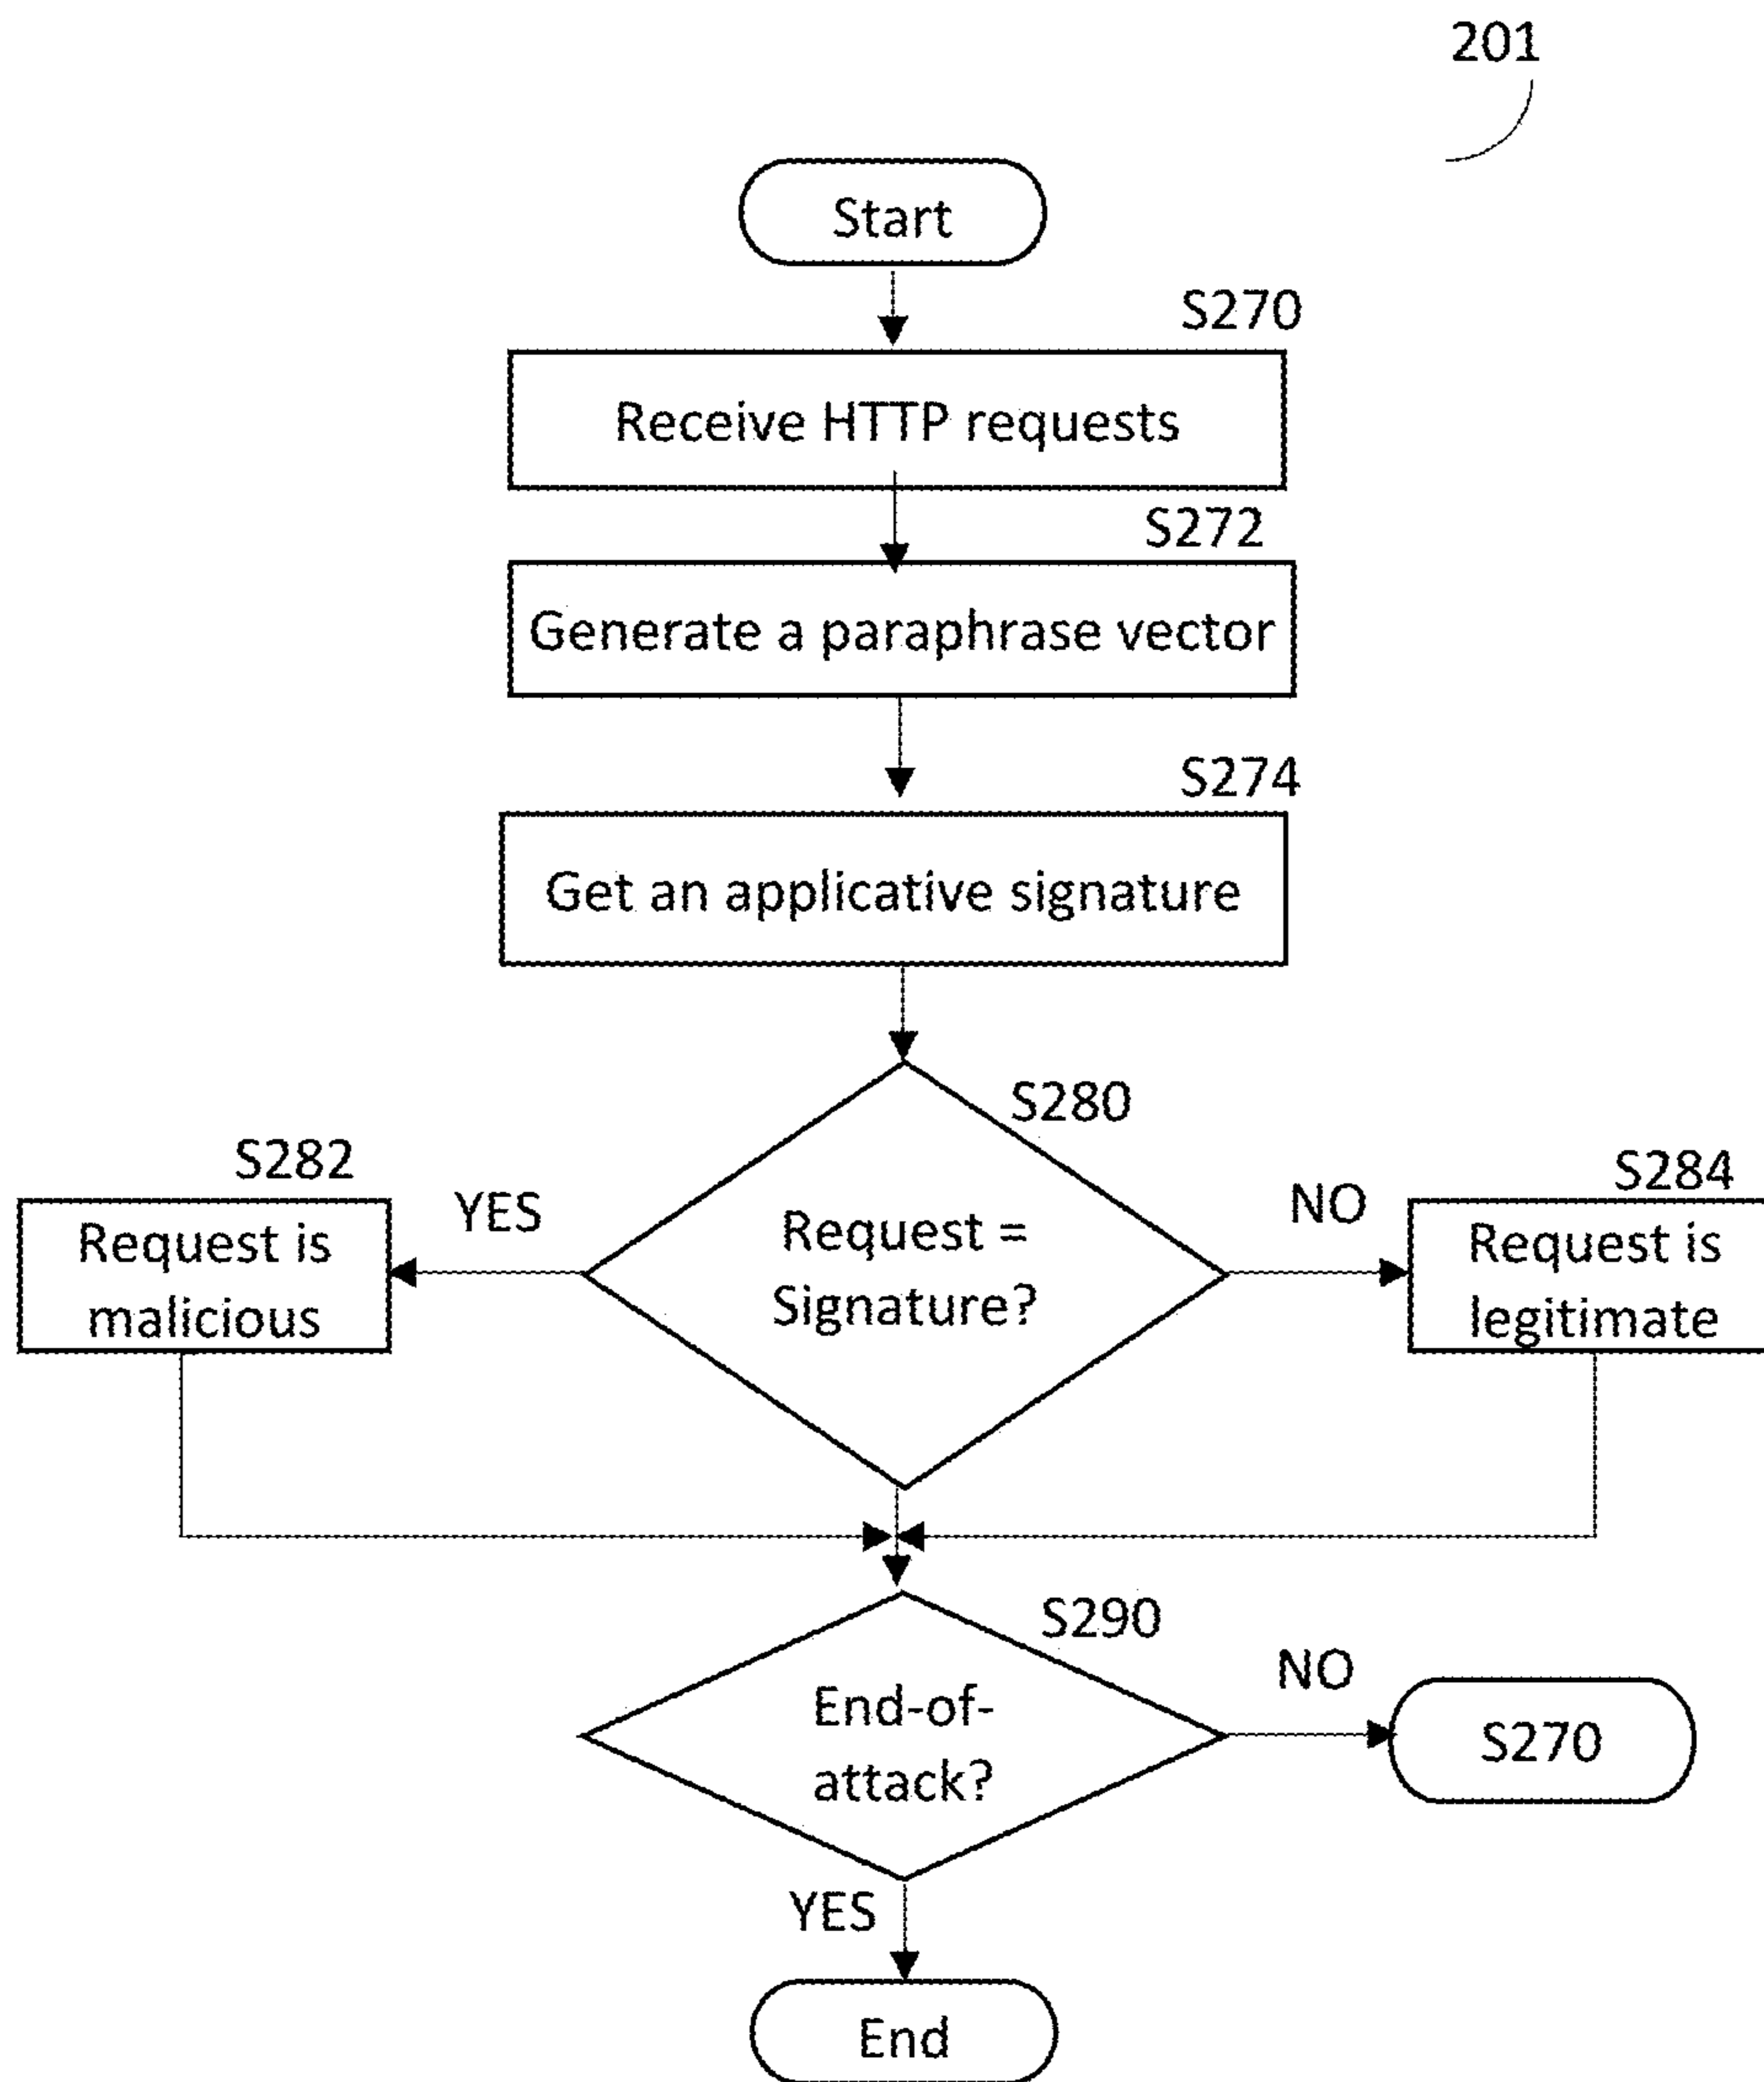 201
Start
S270
Receive HTTP requests
S272
Generate a paraphrase vector
S274
Get an applicative signature
S280
S282
S284
YES
NO
Request =
Signature?
Request is
malicious
Request is
legitimate
S290
End-of-
attack?
NO
S270
YES
End